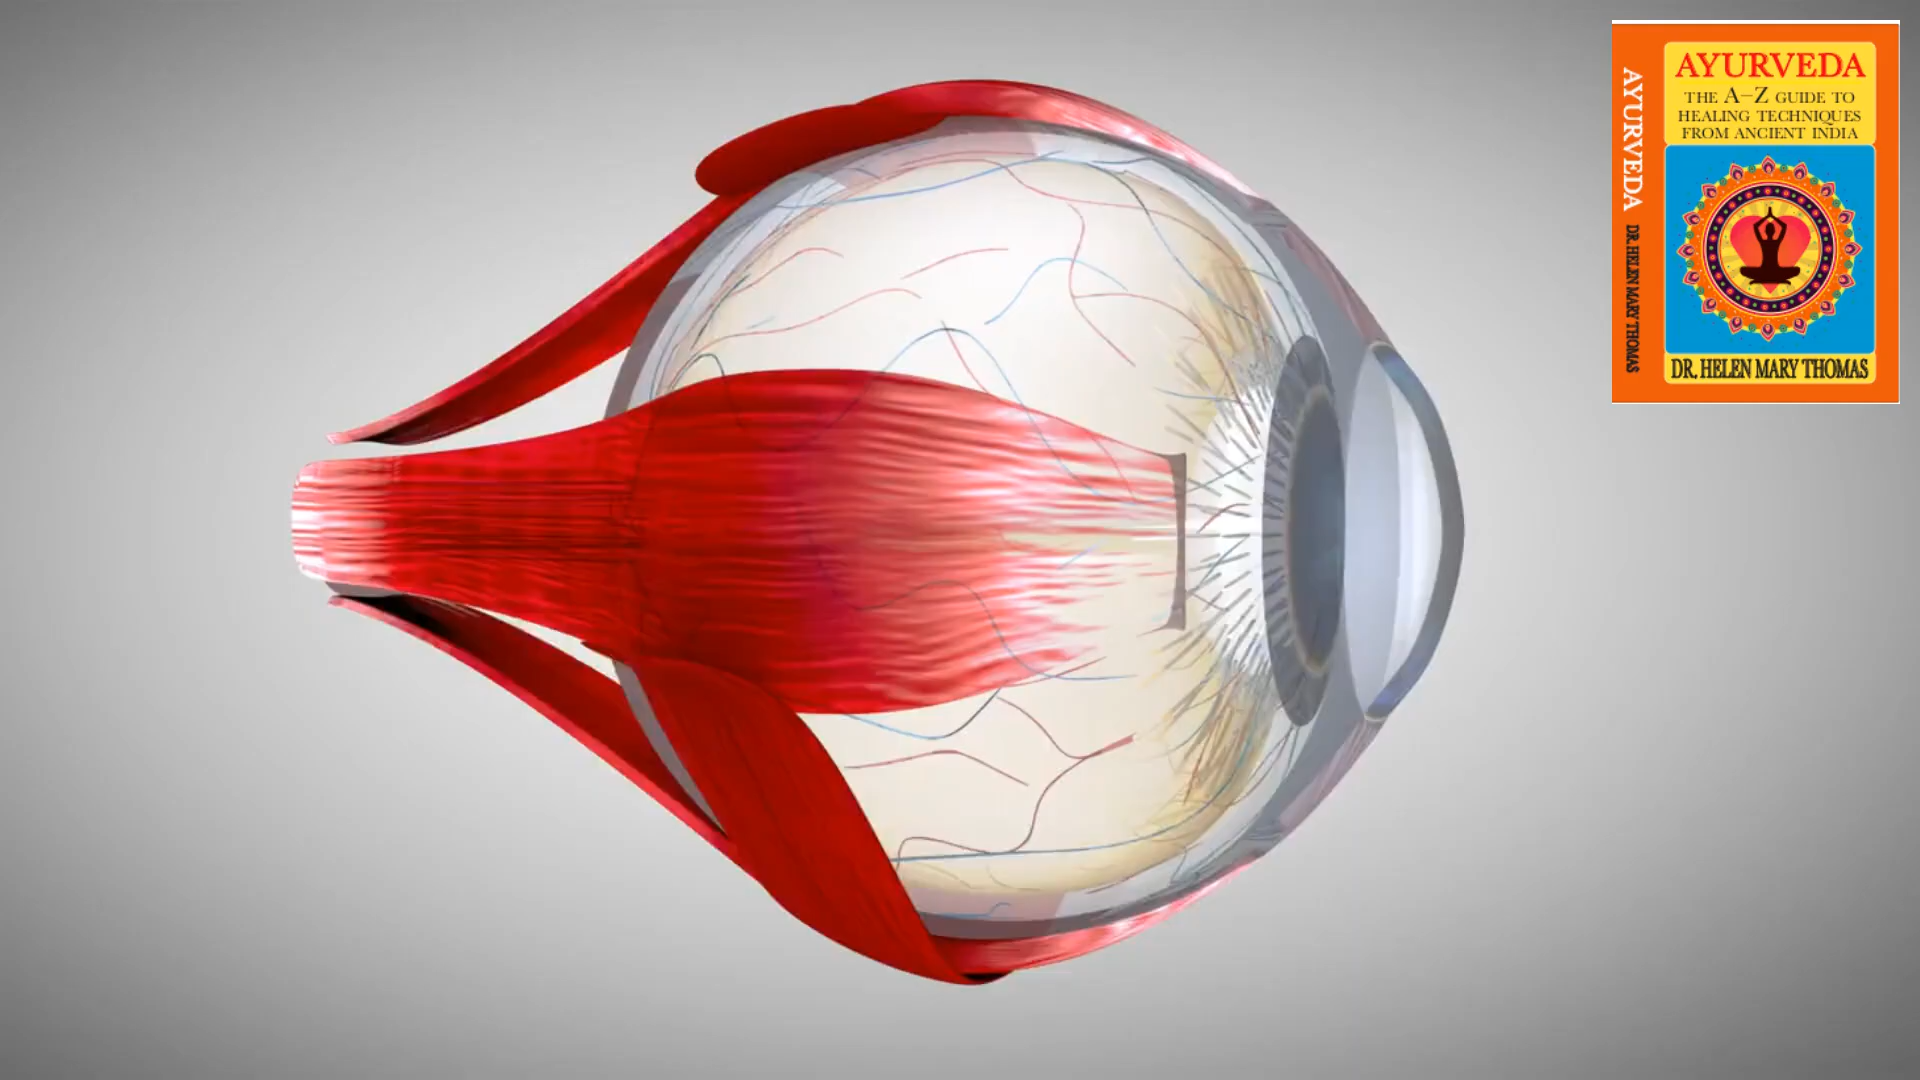 AYURVEDA
THE A–Z GUIDE TO
HEALING TECHNIQUES
FROM ANCIENT INDIA
DR. HELEN MARY THOMAS
AYURVEDA
DR. HELEN MARY THOMAS